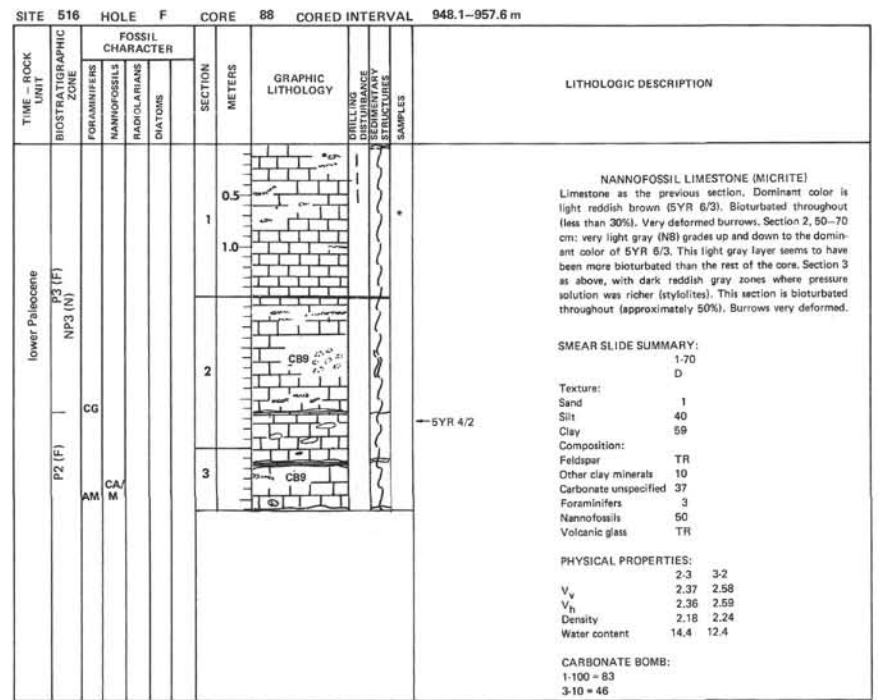 SITE 516 HOLE F CORE 88 CORED INTERVAL 948.1–957.6 m
TIME – ROCK UNIT
BIOSTRATIGRAPHIC ZONE
FOSSIL CHARACTER
FORAMINIFERS
NANNOFOSSILS
RADIOLARIANS
DIATOMS
SECTION
METERS
GRAPHIC LITHOLOGY
DRILLING DISTURBANCE
SEDIMENTARY STRUCTURES
SAMPLES
LITHOLOGIC DESCRIPTION
lower Paleocene
P3 (F)
NP3 (N)
P2 (F)
CG
AM
CA/
M
1
0.5
1.0
2
3
CB9
CB9
*
5YR 4/2
NANNOFOSSIL LIMESTONE (MICRITE)
Limestone as the previous section. Dominant color is
light reddish brown (5YR 6/3). Bioturbated throughout
(less than 30%). Very deformed burrows. Section 2, 50–70
cm: very light gray (N8) grades up and down to the domin-
ant color of 5YR 6/3. This light gray layer seems to have
been more bioturbated than the rest of the core. Section 3
as above, with dark reddish gray zones where pressure
solution was richer (stylolites). This section is bioturbated
throughout (approximately 50%). Burrows very deformed.
SMEAR SLIDE SUMMARY:
1-70
D
Texture:
Sand 1
Silt 40
Clay 59
Composition:
Feldspar TR
Other clay minerals 10
Carbonate unspecified 37
Foraminifers 3
Nannofossils 50
Volcanic glass TR
PHYSICAL PROPERTIES:
2-3 3-2
Vv 2.37 2.58
Vh 2.36 2.59
Density 2.18 2.24
Water content 14.4 12.4
CARBONATE BOMB:
1-100 = 83
3-10 = 46